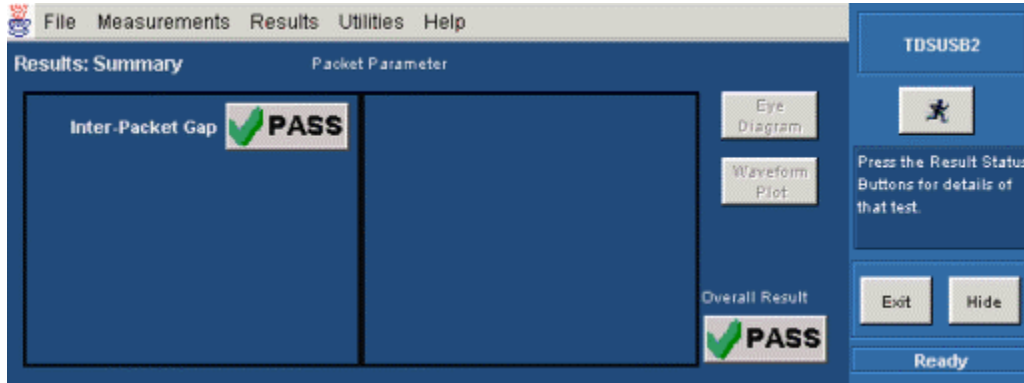 File Measurements Results Utilities Help
TDSUSB2
Results: Summary
Packet Parameter
Inter-Packet Gap
PASS
Eye
Diagram
Waveform
Plot
Overall Result
PASS
Press the Result Status
Buttons for details of
that test.
Exit
Hide
Ready